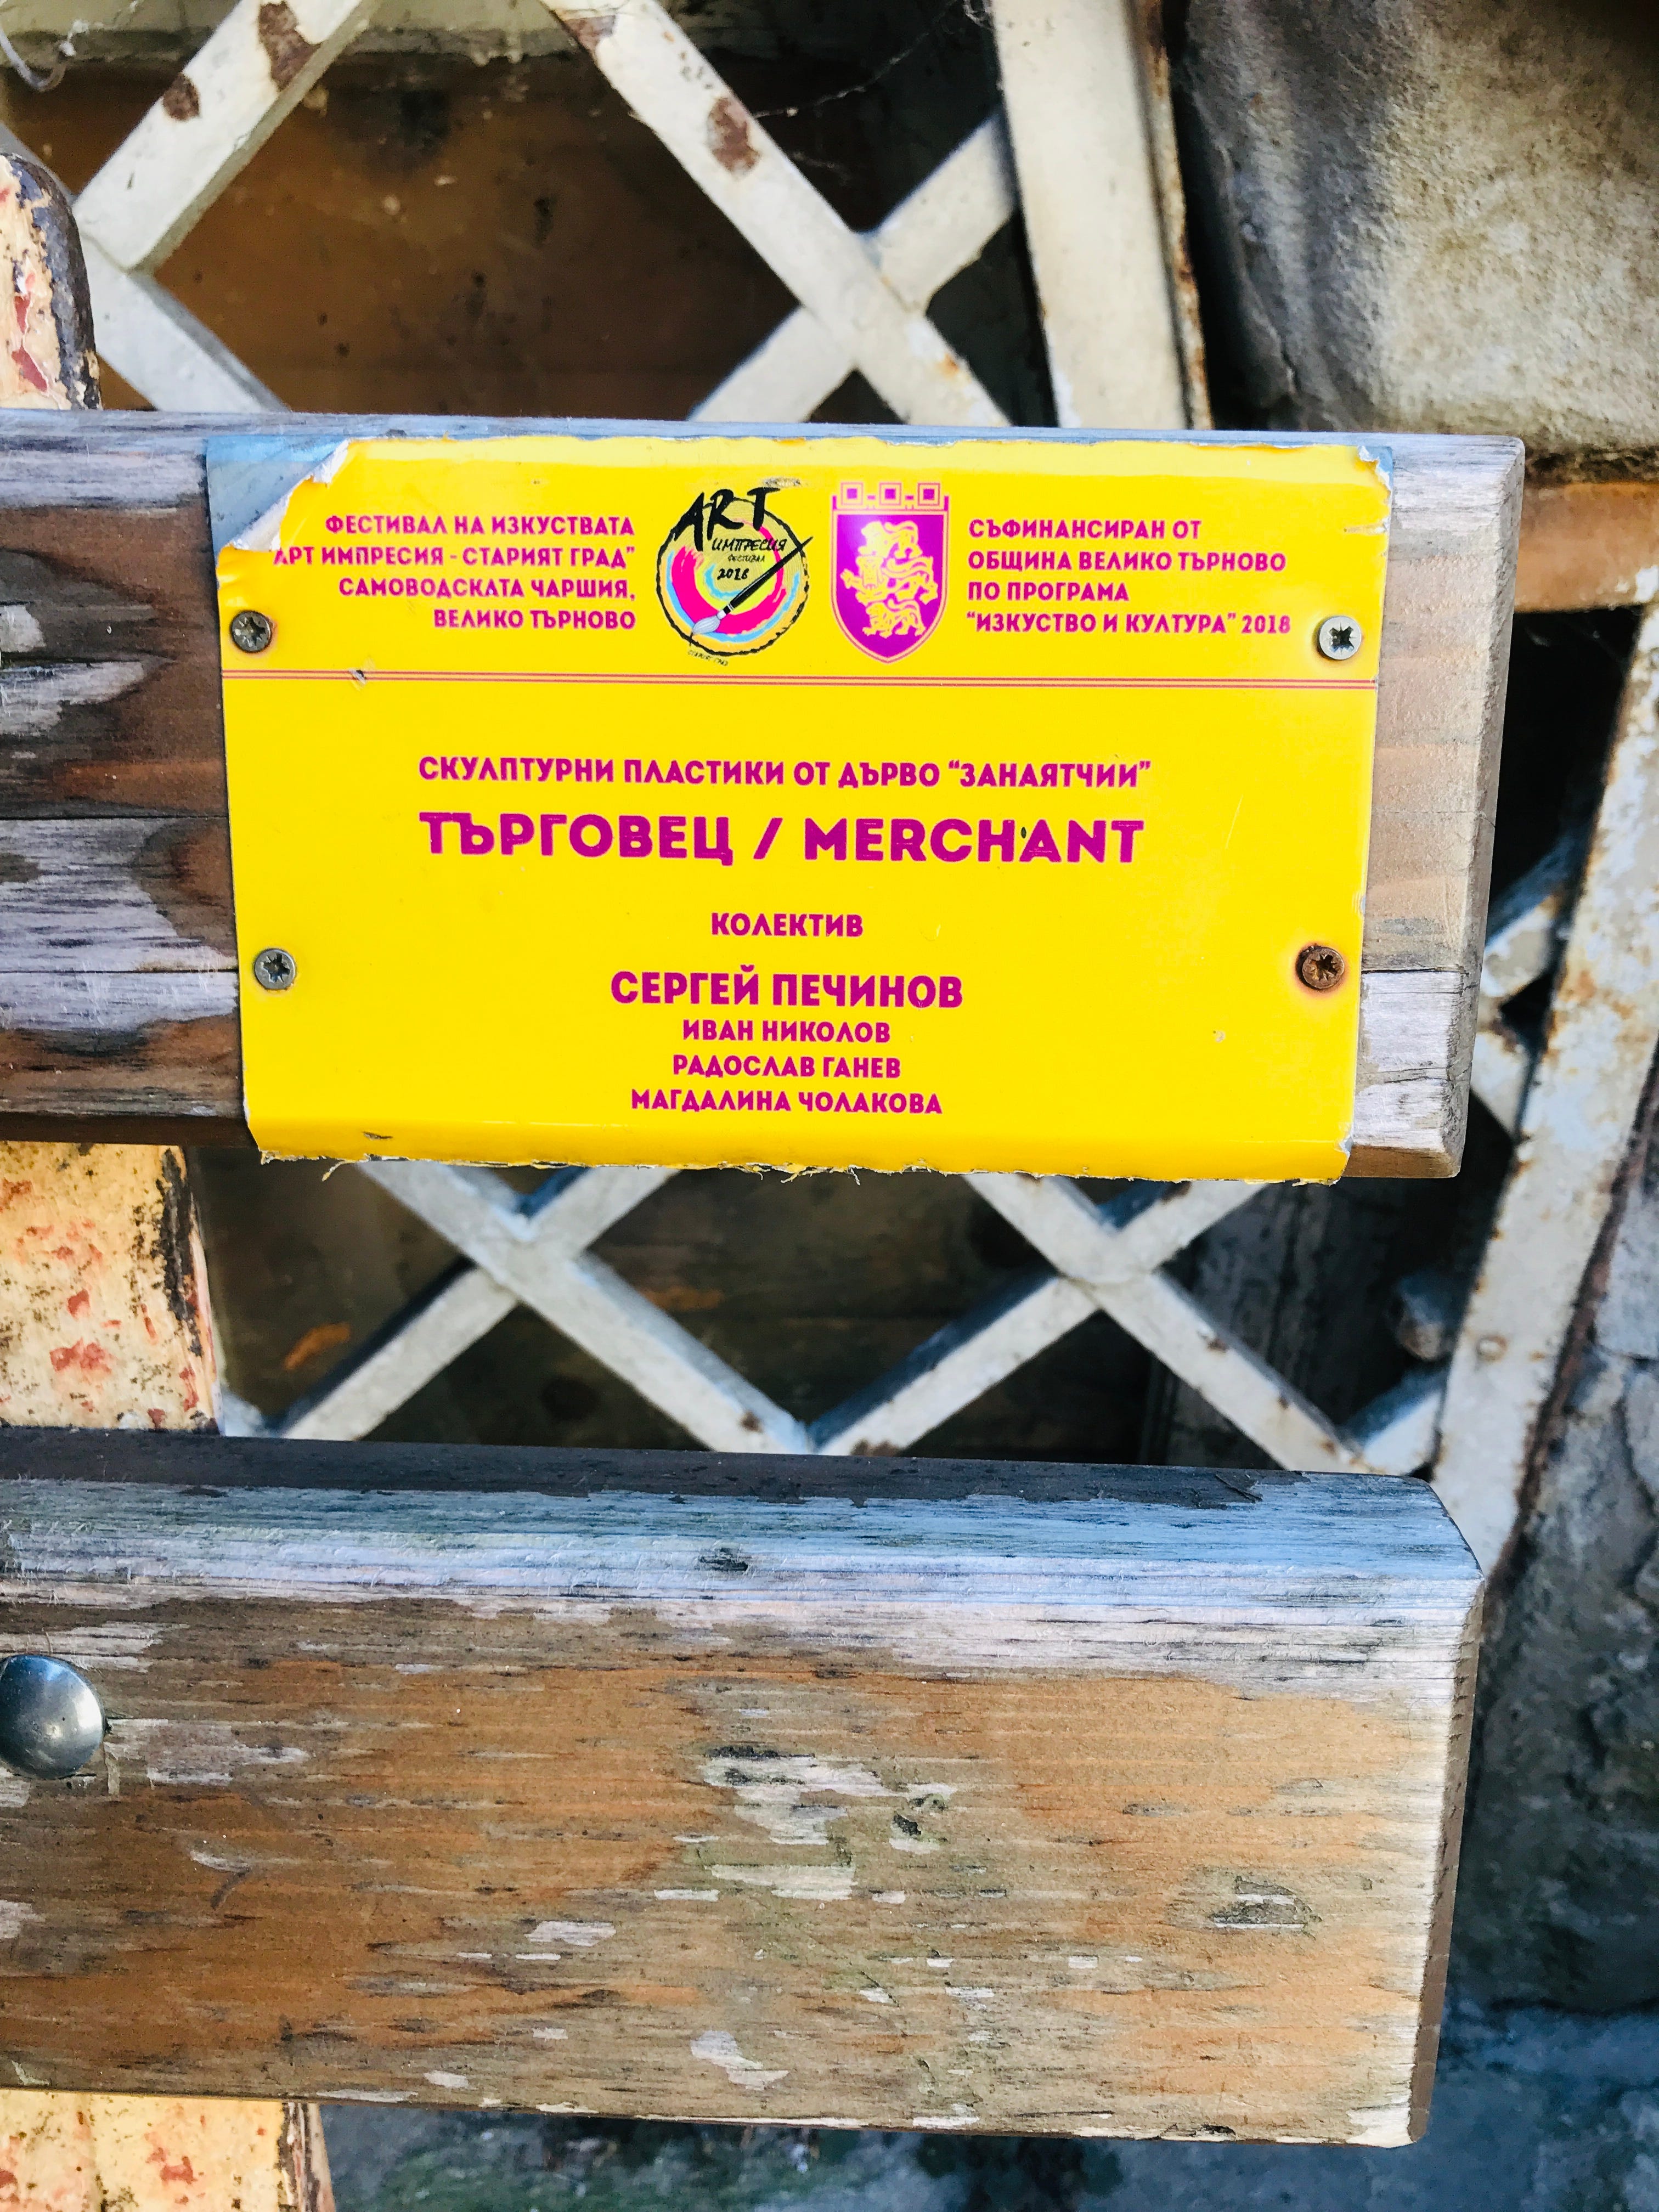 ФЕСТИВАЛ НА ИЗКУСТВАТА
АРТ ИМПРЕСИЯ - СТАРИЯТ ГРАД”
САМОВОДСКАТА ЧАРШИЯ,
ВЕЛИКО ТЪРНОВО
ART
ИМПРЕСИЯ
ФЕСТИВАЛ
2018
СЪФИНАНСИРАН ОТ
ОБЩИНА ВЕЛИКО ТЪРНОВО
ПО ПРОГРАМА
“ИЗКУСТВО И КУЛТУРА” 2018
СКУЛПТУРНИ ПЛАСТИКИ ОТ ДЪРВО “ЗАНАЯТЧИИ”
ТЪРГОВЕЦ / MERCHANT
КОЛЕКТИВ
СЕРГЕЙ ПЕЧИНОВ
ИВАН НИКОЛОВ
РАДОСЛАВ ГАНЕВ
МАГДАЛИНА ЧОЛАКОВА